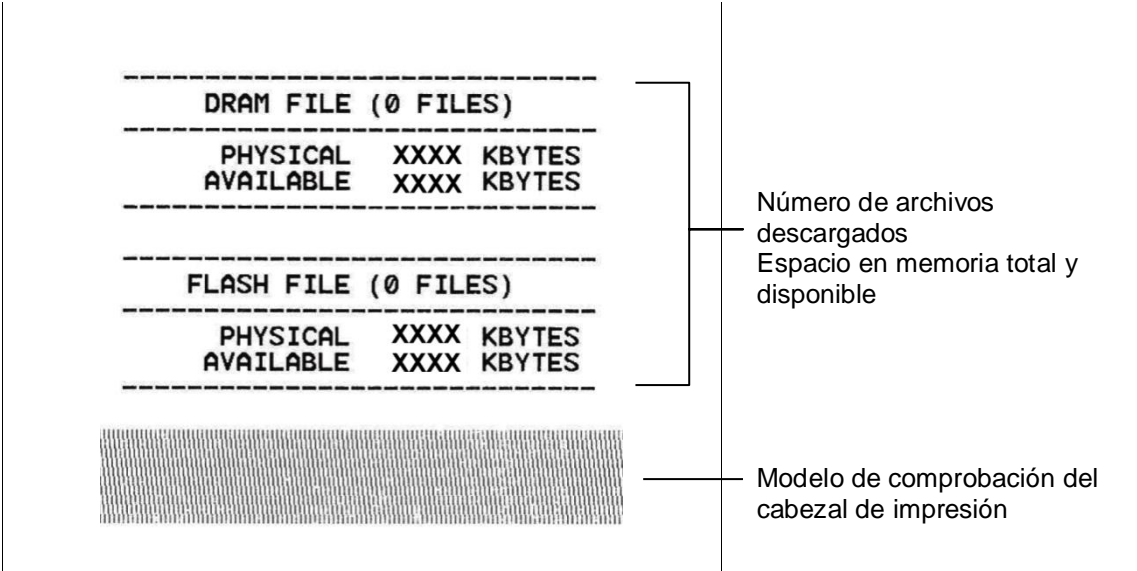 DRAM FILE (0 FILES)
PHYSICAL XXXX KBYTES
AVAILABLE XXXX KBYTES
FLASH FILE (0 FILES)
PHYSICAL XXXX KBYTES
AVAILABLE XXXX KBYTES
Número de archivos
descargados
Espacio en memoria total y
disponible
Modelo de comprobación del
cabezal de impresión